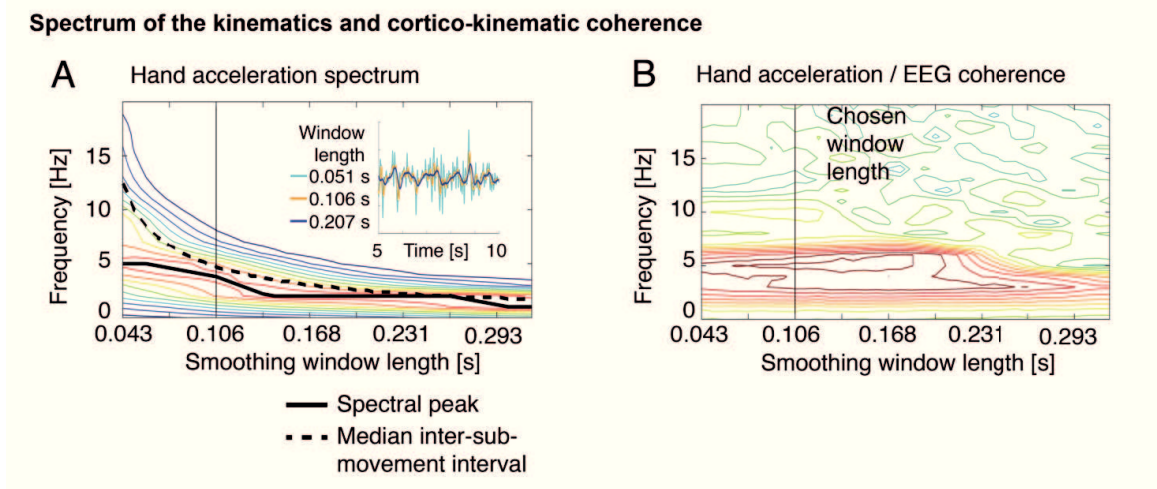 Spectrum of the kinematics and cortico-kinematic coherence
A
Hand acceleration spectrum
Frequency [Hz]
15
10
5
0
Window
length
0.051 s
0.106 s
0.207 s
5 Time [s] 10
0.043 0.106 0.168 0.231 0.293
Smoothing window length [s]
Spectral peak
Median inter-sub-
movement interval
B
Hand acceleration / EEG coherence
Frequency [Hz]
15
10
5
0
Chosen
window
length
0.043 0.106 0.168 0.231 0.293
Smoothing window length [s]